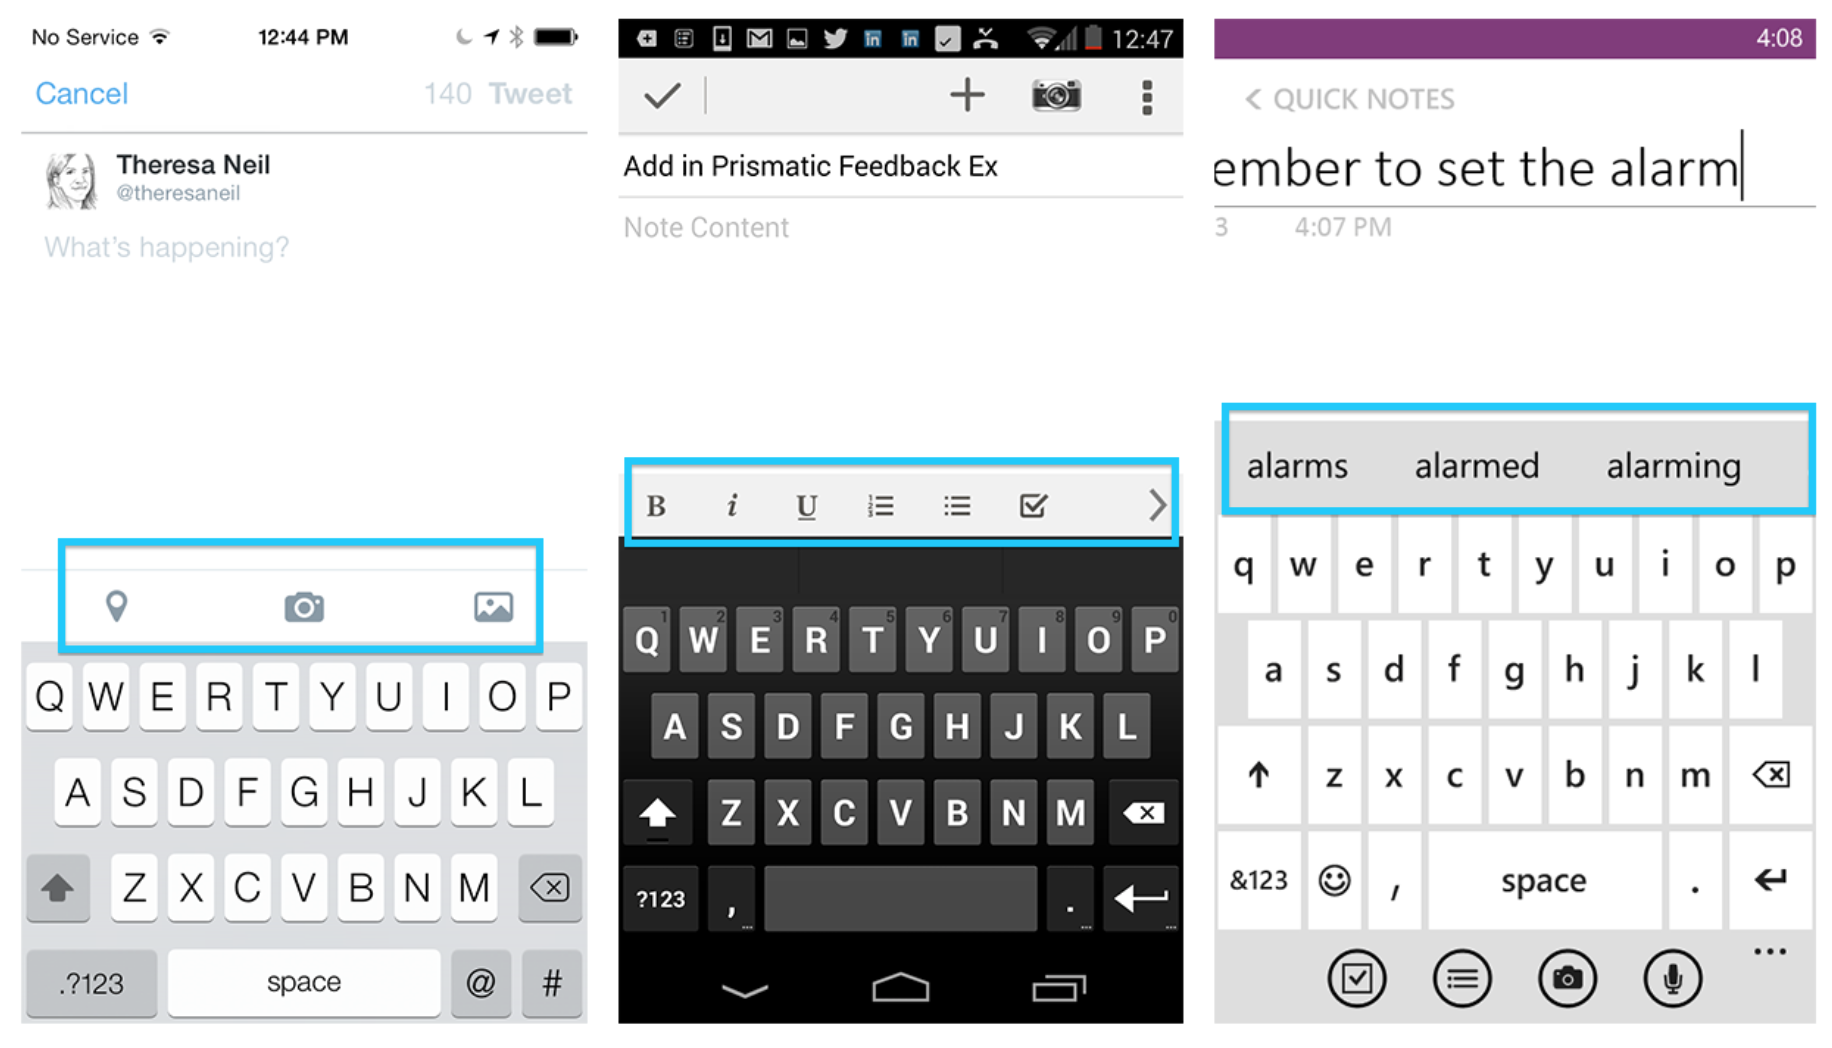 No Service 12:44 PM
Cancel 140 Tweet
Theresa Neil
@theresaneil
What's happening?
Q W E R T Y U I O P
A S D F G H J K L
Z X C V B N M
.?123 space @ #
in in 12:47
Add in Prismatic Feedback Ex
Note Content
B i U
1 2 3 4 5 6 7 8 9 0
Q W E R T Y U I O P
A S D F G H J K L
Z X C V B N M
?123 , ... . ... ...
4:08
< QUICK NOTES
ember to set the alarm
3 4:07 PM
alarms alarmed alarming
q w e r t y u i o p
a s d f g h j k l
z x c v b n m
&123 , space .
...